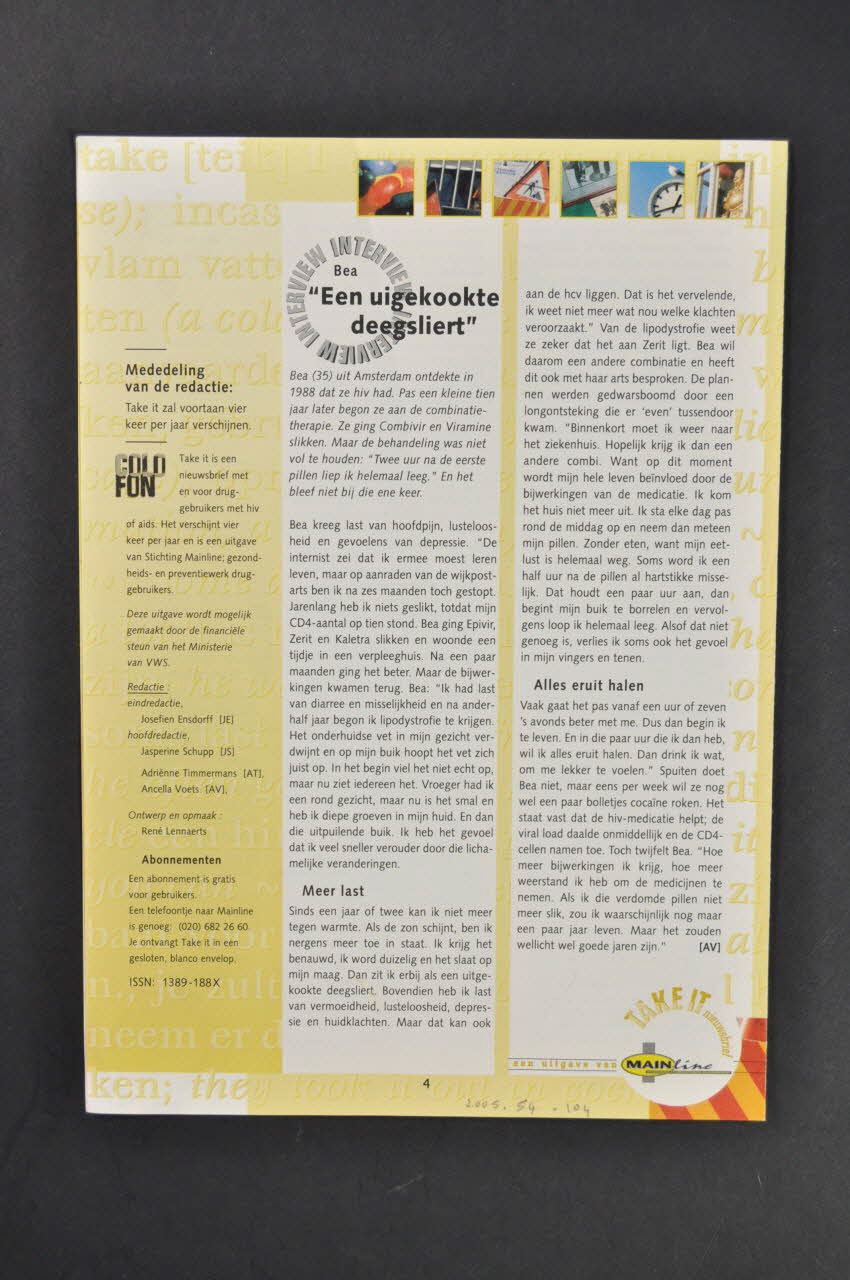 Mededeling
van de redactie:
Take it zal voortaan vier
keer per jaar verschijnen.
COLO
FON
Take it is een
nieuwsbrief met
en voor drug-
gebruikers met hiv
of aids. Het verschijnt vier
keer per jaar en is een uitgave
van Stichting Mainline; gezond-
heids- en preventiewerk drug-
gebruikers.
Deze uitgave wordt mogelijk
gemaakt door de financiële
steun van het Ministerie
van VWS.
Redactie :
eindredactie,
Josefien Ensdorff [JE]
hoofdredactie,
Jasperine Schupp [JS]
Adriënne Timmermans [AT],
Ancella Voets [AV],
Ontwerp en opmaak :
René Lennaerts
Abonnementen
Een abonnement is gratis
voor gebruikers.
Een telefoontje naar Mainline
is genoeg: (020) 682 26 60
Je ontvangt Take it in een
gesloten, blanco envelop.
ISSN: 1389-188X
INTERVIEW INTERVIEW INTERVIEW
Bea
“Een uigekookte
deegsliert”
Bea (35) uit Amsterdam ontdekte in
1988 dat ze hiv had. Pas een kleine tien
jaar later begon ze aan de combinatie-
therapie. Ze ging Combivir en Viramine
slikken. Maar de behandeling was niet
vol te houden: “Twee uur na de eerste
pillen liep ik helemaal leeg.” En het
bleef niet bij die ene keer.
Bea kreeg last van hoofdpijn, lusteloos-
heid en gevoelens van depressie. “De
internist zei dat ik ermee moest leren
leven, maar op aanraden van de wijkpost-
arts ben ik na zes maanden toch gestopt.
Jarenlang heb ik niets geslikt, totdat mijn
CD4-aantal op tien stond. Bea ging Epivir,
Zerit en Kaletra slikken en woonde een
tijdje in een verpleeghuis. Na een paar
maanden ging het beter. Maar de bijwer-
kingen kwamen terug. Bea: “Ik had last
van diarree en misselijkheid en na ander-
half jaar begon ik lipodystrofie te krijgen.
Het onderhuidse vet in mijn gezicht ver-
dwijnt en op mijn buik hoopt het vet zich
juist op. In het begin viel het niet echt op,
maar nu ziet iedereen het. Vroeger had ik
een rond gezicht, maar nu is het smal en
heb ik diepe groeven in mijn huid. En dan
die uitpuilende buik. Ik heb het gevoel
dat ik veel sneller verouder door die licha-
melijke veranderingen.
Meer last
Sinds een jaar of twee kan ik niet meer
tegen warmte. Als de zon schijnt, ben ik
nergens meer toe in staat. Ik krijg het
benauwd, ik word duizelig en het slaat op
mijn maag. Dan zit ik erbij als een uitge-
kookte deegsliert. Bovendien heb ik last
van vermoeidheid, lusteloosheid, depres-
sie en huidklachten. Maar dat kan ook
aan de hcv liggen. Dat is het vervelende,
ik weet niet meer wat nou welke klachten
veroorzaakt.” Van de lipodystrofie weet
ze zeker dat het aan Zerit ligt. Bea wil
daarom een andere combinatie en heeft
dit ook met haar arts besproken. De plan-
nen werden gedwarsboomd door een
longontsteking die er ‘even’ tussendoor
kwam. “Binnenkort moet ik weer naar
het ziekenhuis. Hopelijk krijg ik dan een
andere combi. Want op dit moment
wordt mijn hele leven beïnvloed door de
bijwerkingen van de medicatie. Ik kom
het huis niet meer uit. Ik sta elke dag pas
rond de middag op en neem dan meteen
mijn pillen. Zonder eten, want mijn eet-
lust is helemaal weg. Soms word ik een
half uur na de pillen al hartstikke misse-
lijk. Dat houdt een paar uur aan, dan
begint mijn buik te borrelen en vervol-
gens loop ik helemaal leeg. Alsof dat niet
genoeg is, verlies ik soms ook het gevoel
in mijn vingers en tenen.
Alles eruit halen
Vaak gaat het pas vanaf een uur of zeven
’s avonds beter met me. Dus dan begin ik
te leven. En in die paar uur die ik dan heb,
wil ik alles eruit halen. Dan drink ik wat,
om me lekker te voelen.” Spuiten doet
Bea niet, maar eens per week wil ze nog
wel een paar bolletjes cocaïne roken. Het
staat vast dat de hiv-medicatie helpt; de
viral load daalde onmiddellijk en de CD4-
cellen namen toe. Toch twijfelt Bea. “Hoe
meer bijwerkingen ik krijg, hoe meer
weerstand ik heb om de medicijnen te
nemen. Als ik die verdomde pillen niet
meer slik, zou ik waarschijnlijk nog maar
een paar jaar leven. Maar het zouden
wellicht wel goede jaren zijn.” [AV]
TAKE IT nieuwsbrief
een uitgave van MAINline
4
2005. 54 . 104